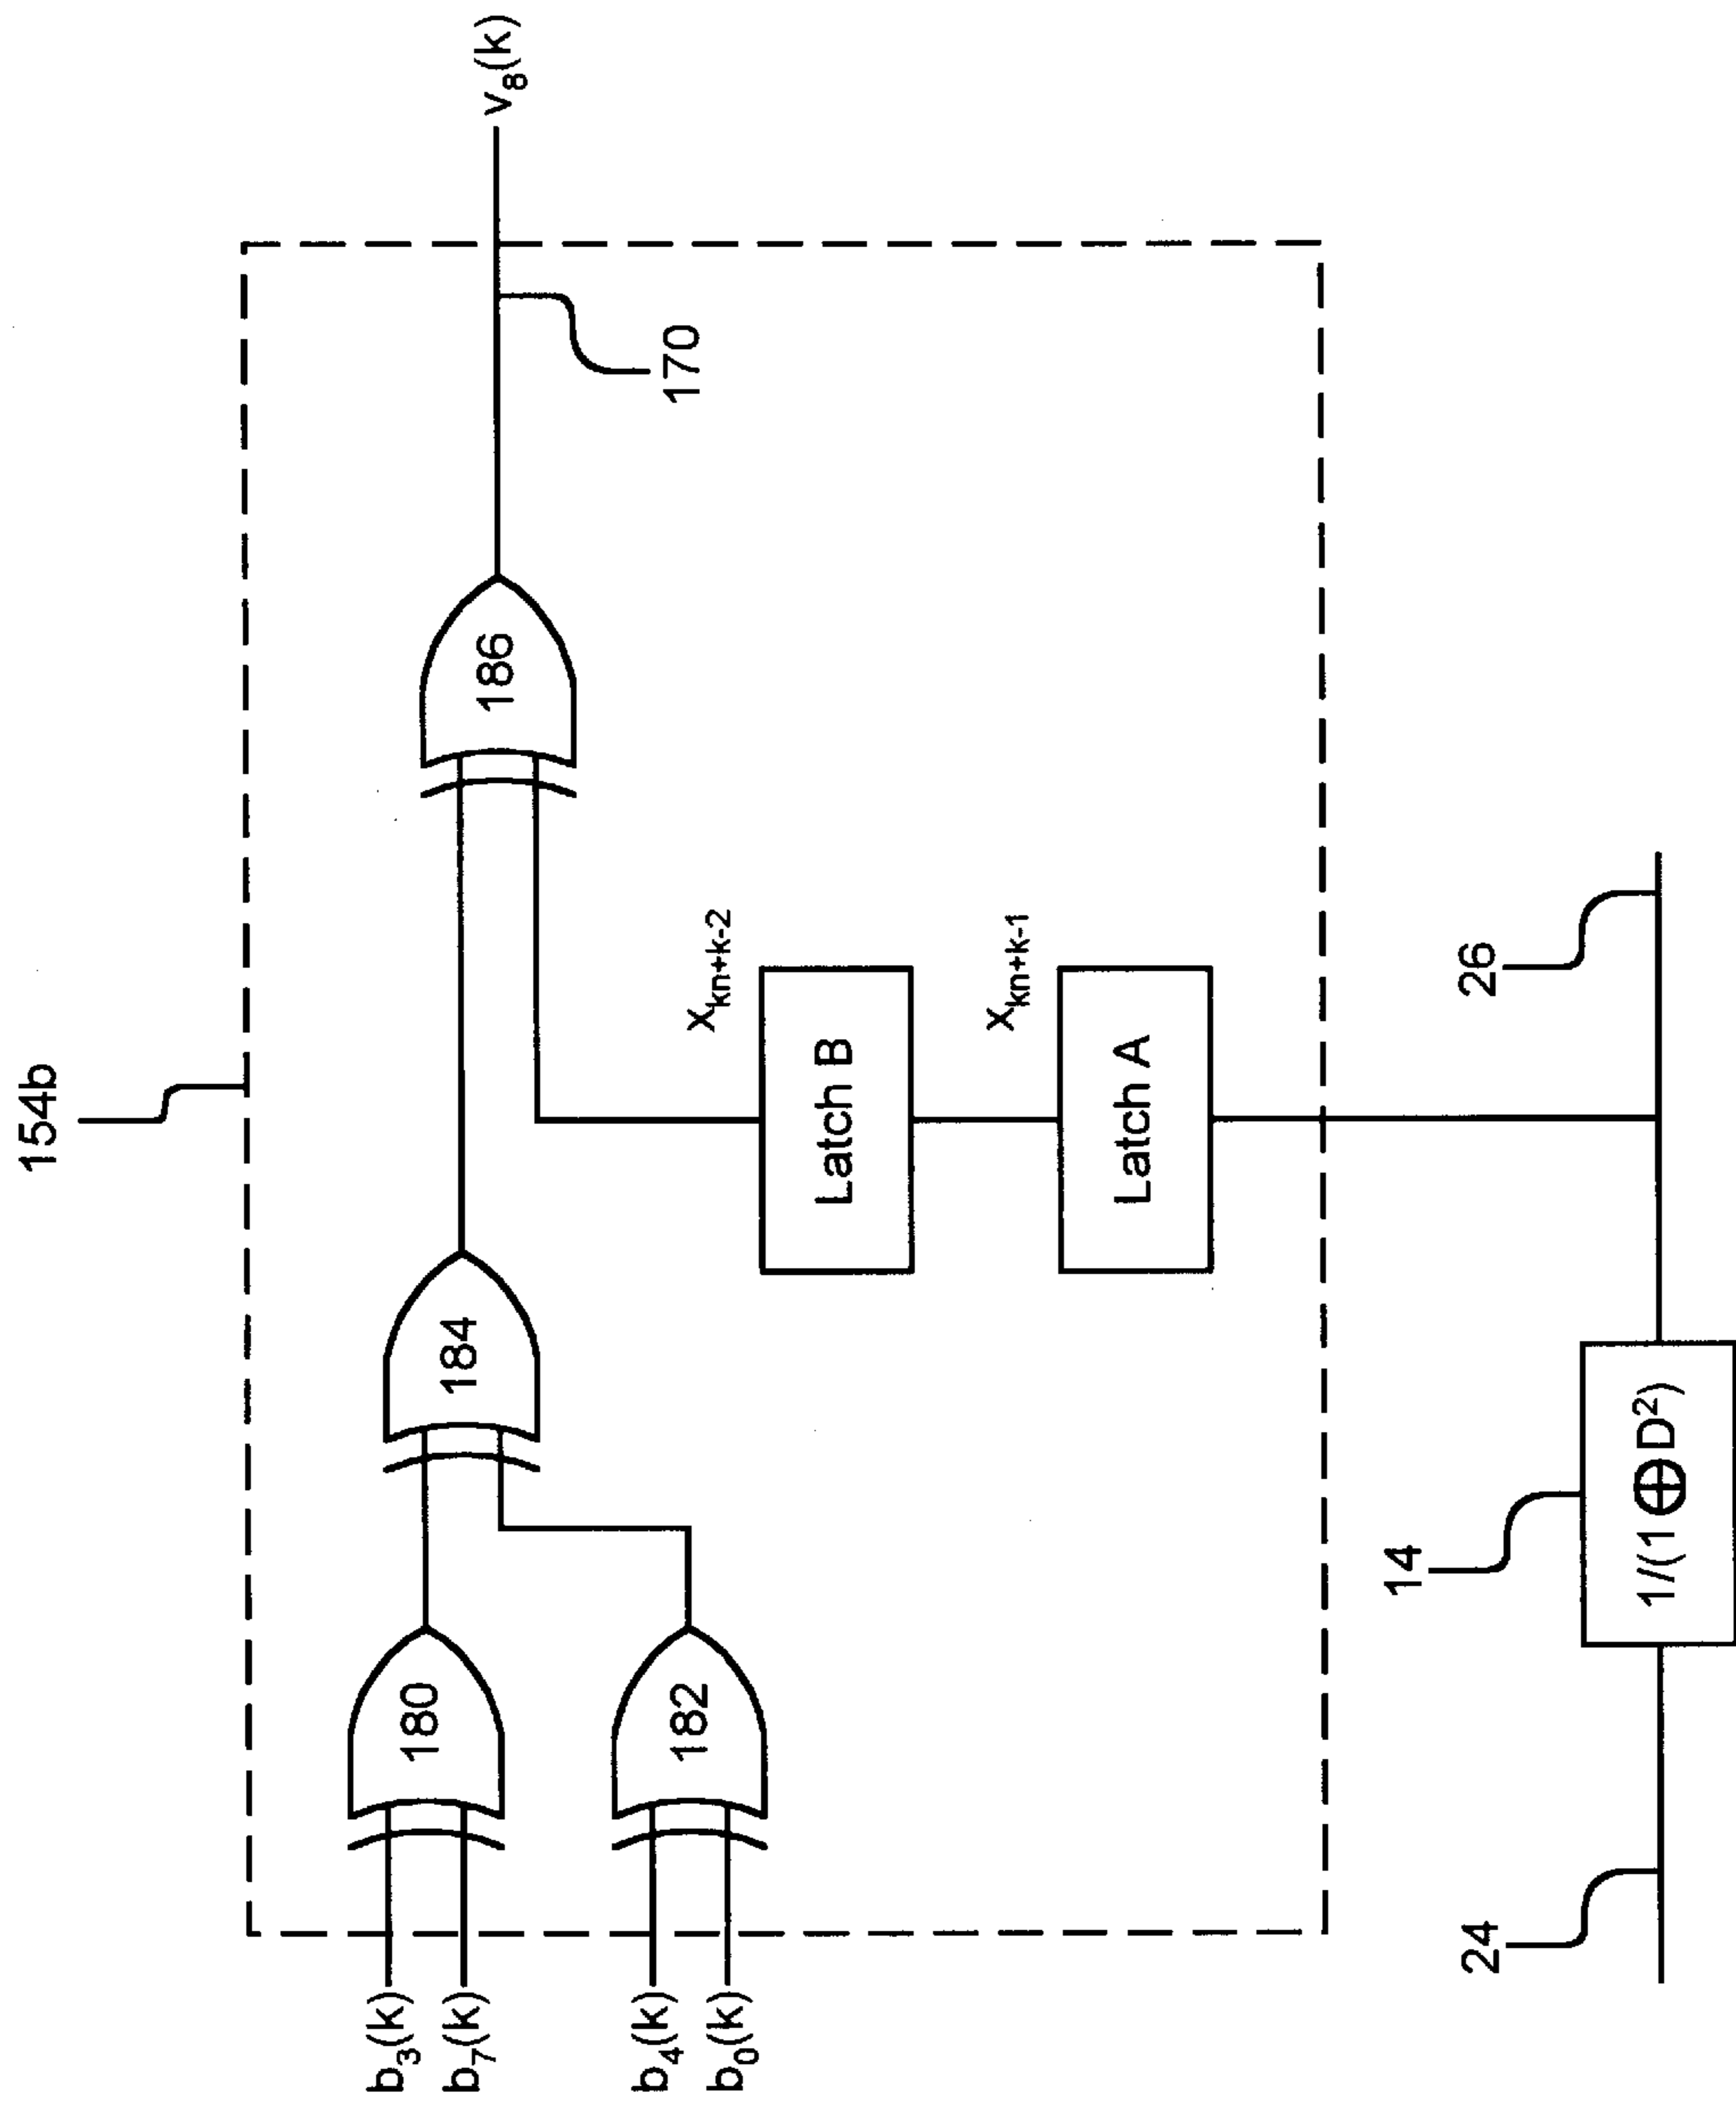 154b
b₃(k)
b₇(k)
b₄(k)
b₀(k)
180
182
184
186
v₈(k)
170
Latch B
xₖₙ₊ₖ₋₂
Latch A
xₖₙ₊ₖ₋₁
14
1/(1⊕D²)
24
26